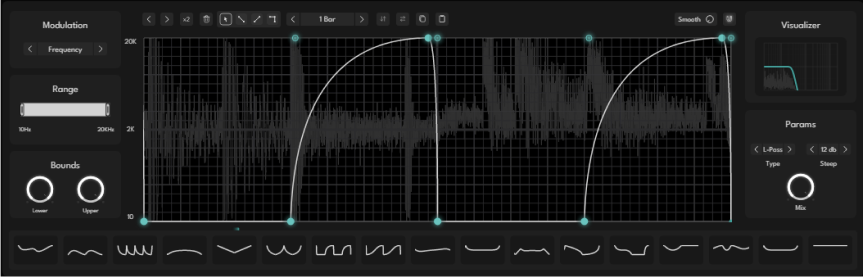 Modulation
Frequency
Range
10Hz 20KHz
Bounds
Lower Upper
x2
1 Bar
Smooth
20K
2K
10
Visualizer
Params
L-Pass 12 db
Type Steep
Mix